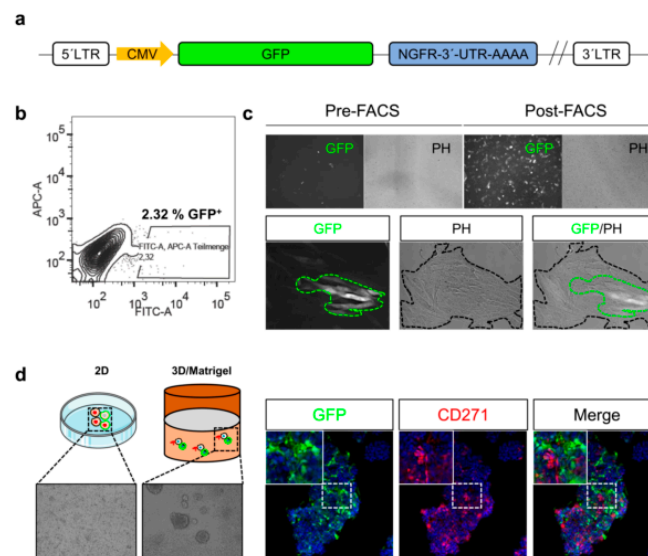 a
5´LTR CMV GFP NGFR-3´-UTR-AAAA 3´LTR
b
APC-A
10^5
10^4
10^3
10^2
2.32 % GFP⁺
FITC-A, APC-A Teilmenge
2,32
10^2 10^3 10^4 10^5
FITC-A
c
Pre-FACS Post-FACS
GFP PH GFP PH
GFP PH GFP/PH
d
2D 3D/Matrigel
GFP CD271 Merge